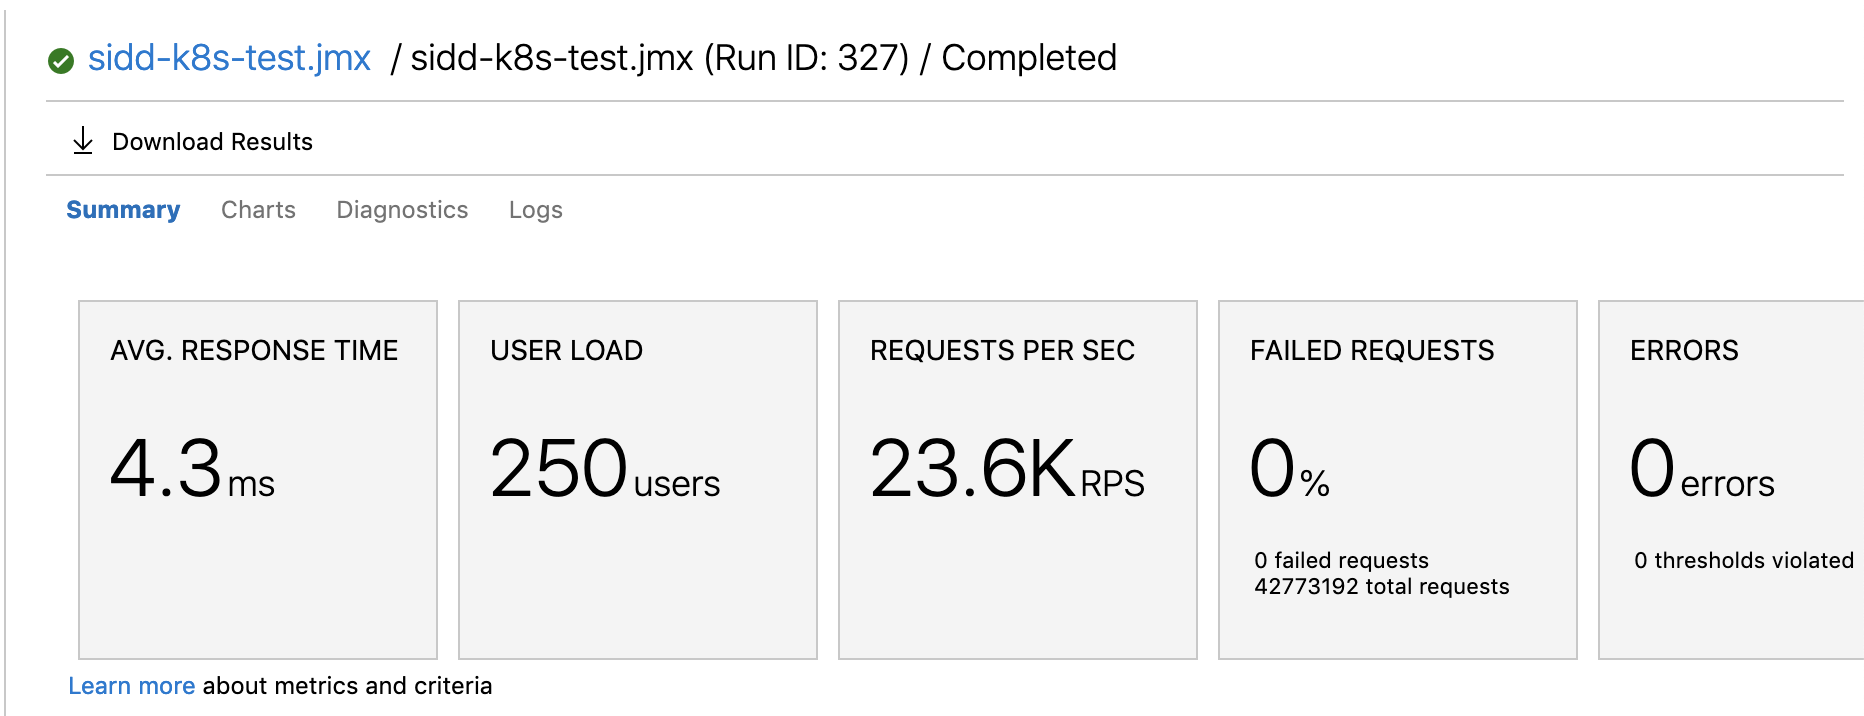 sidd-k8s-test.jmx / sidd-k8s-test.jmx (Run ID: 327) / Completed
Download Results
Summary Charts Diagnostics Logs
AVG. RESPONSE TIME
4.3 ms
USER LOAD
250 users
REQUESTS PER SEC
23.6K RPS
FAILED REQUESTS
0 %
0 failed requests
42773192 total requests
ERRORS
0 errors
0 thresholds violated
Learn more about metrics and criteria